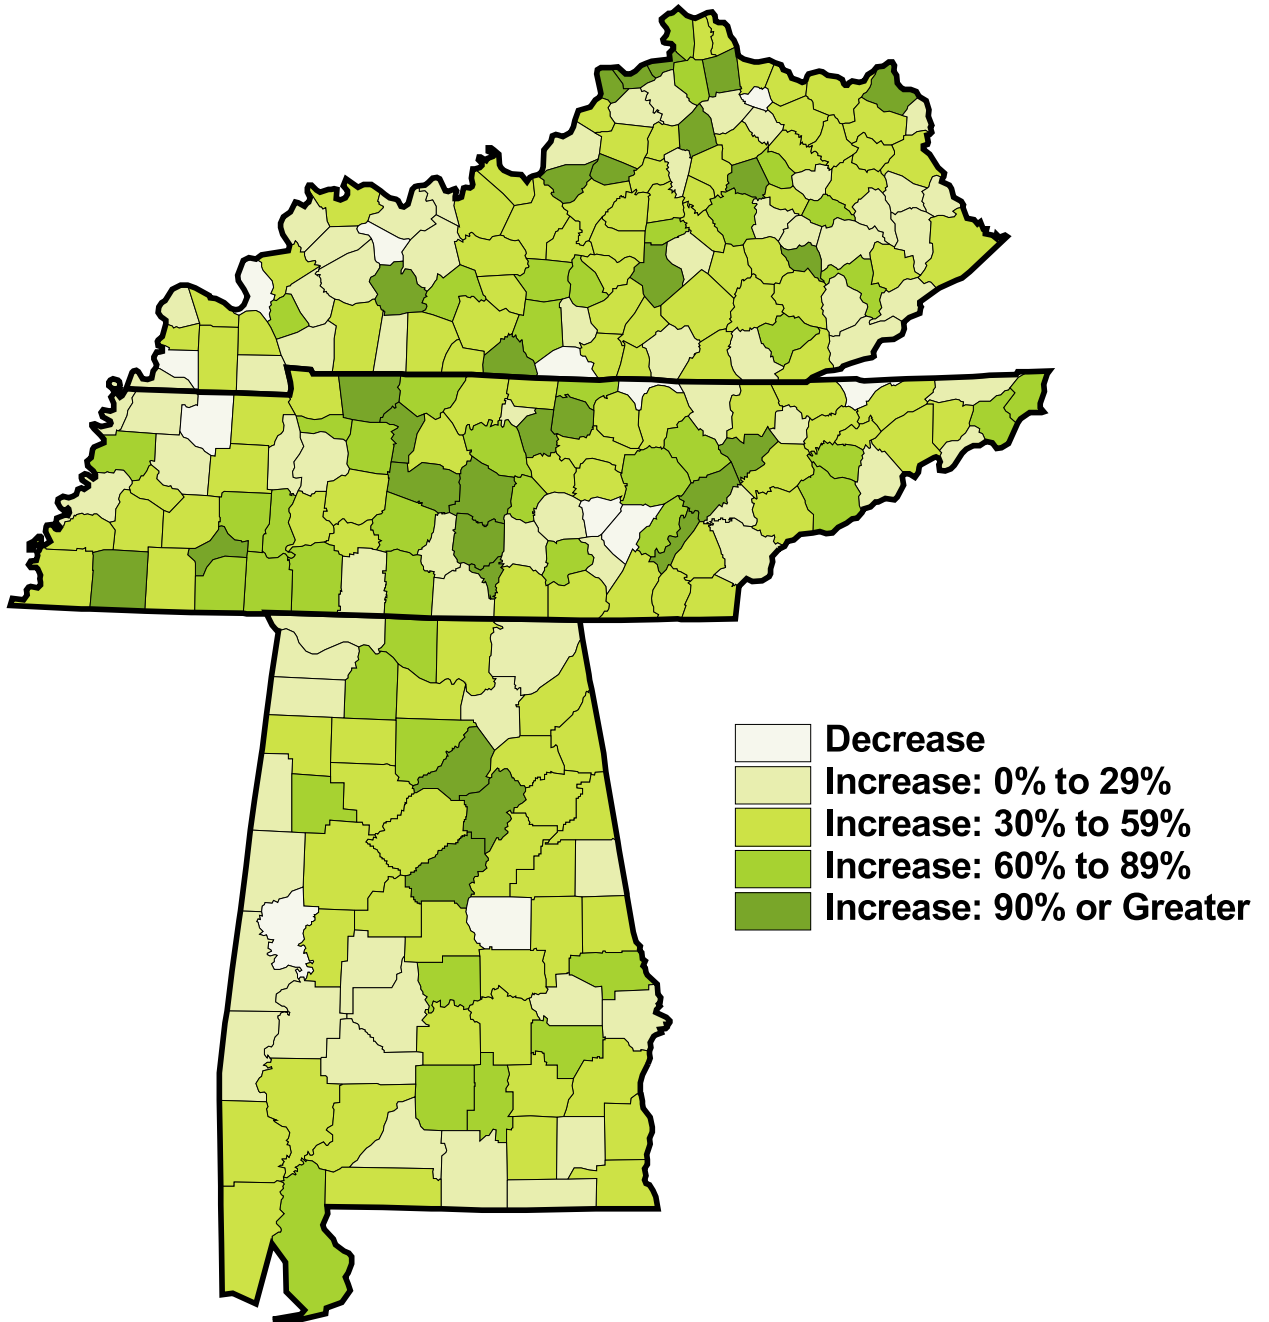 Decrease
Increase: 0% to 29%
Increase: 30% to 59%
Increase: 60% to 89%
Increase: 90% or Greater